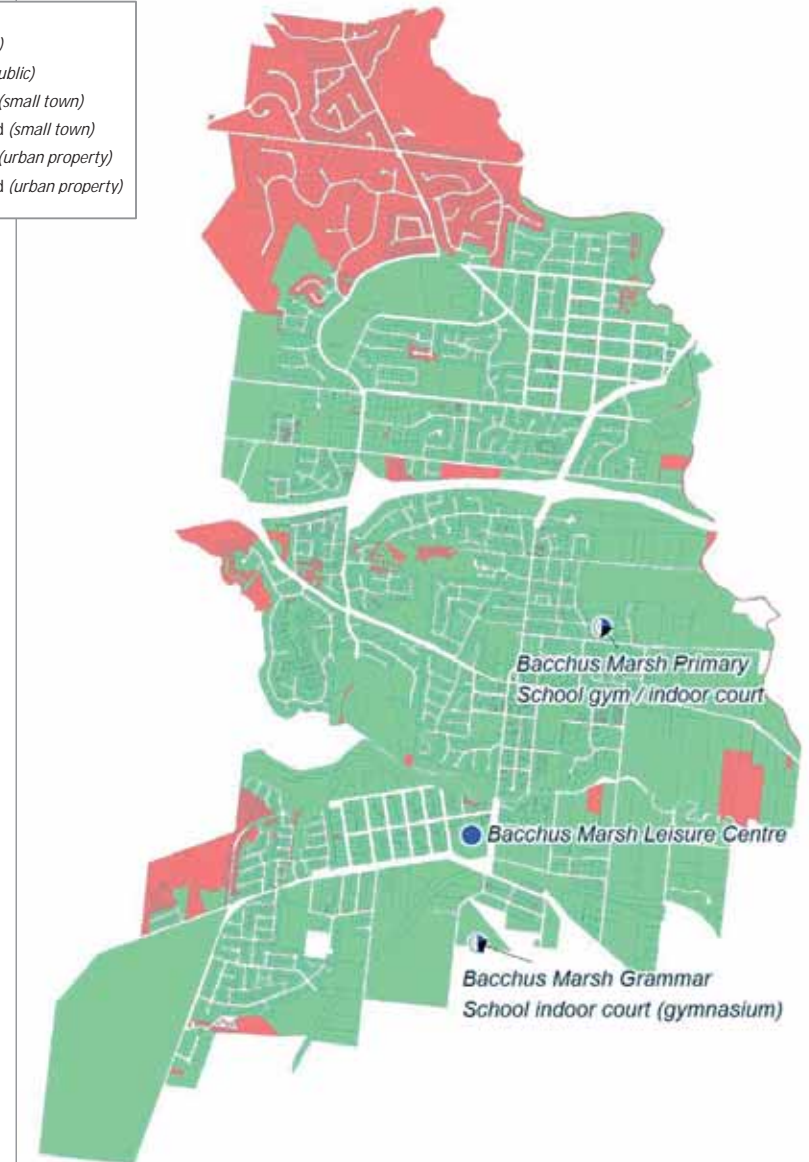 )
ublic)
(small town)
d (small town)
(urban property)
d (urban property)
Bacchus Marsh Primary
School gym / indoor court
Bacchus Marsh Leisure Centre
Bacchus Marsh Grammar
School indoor court (gymnasium)